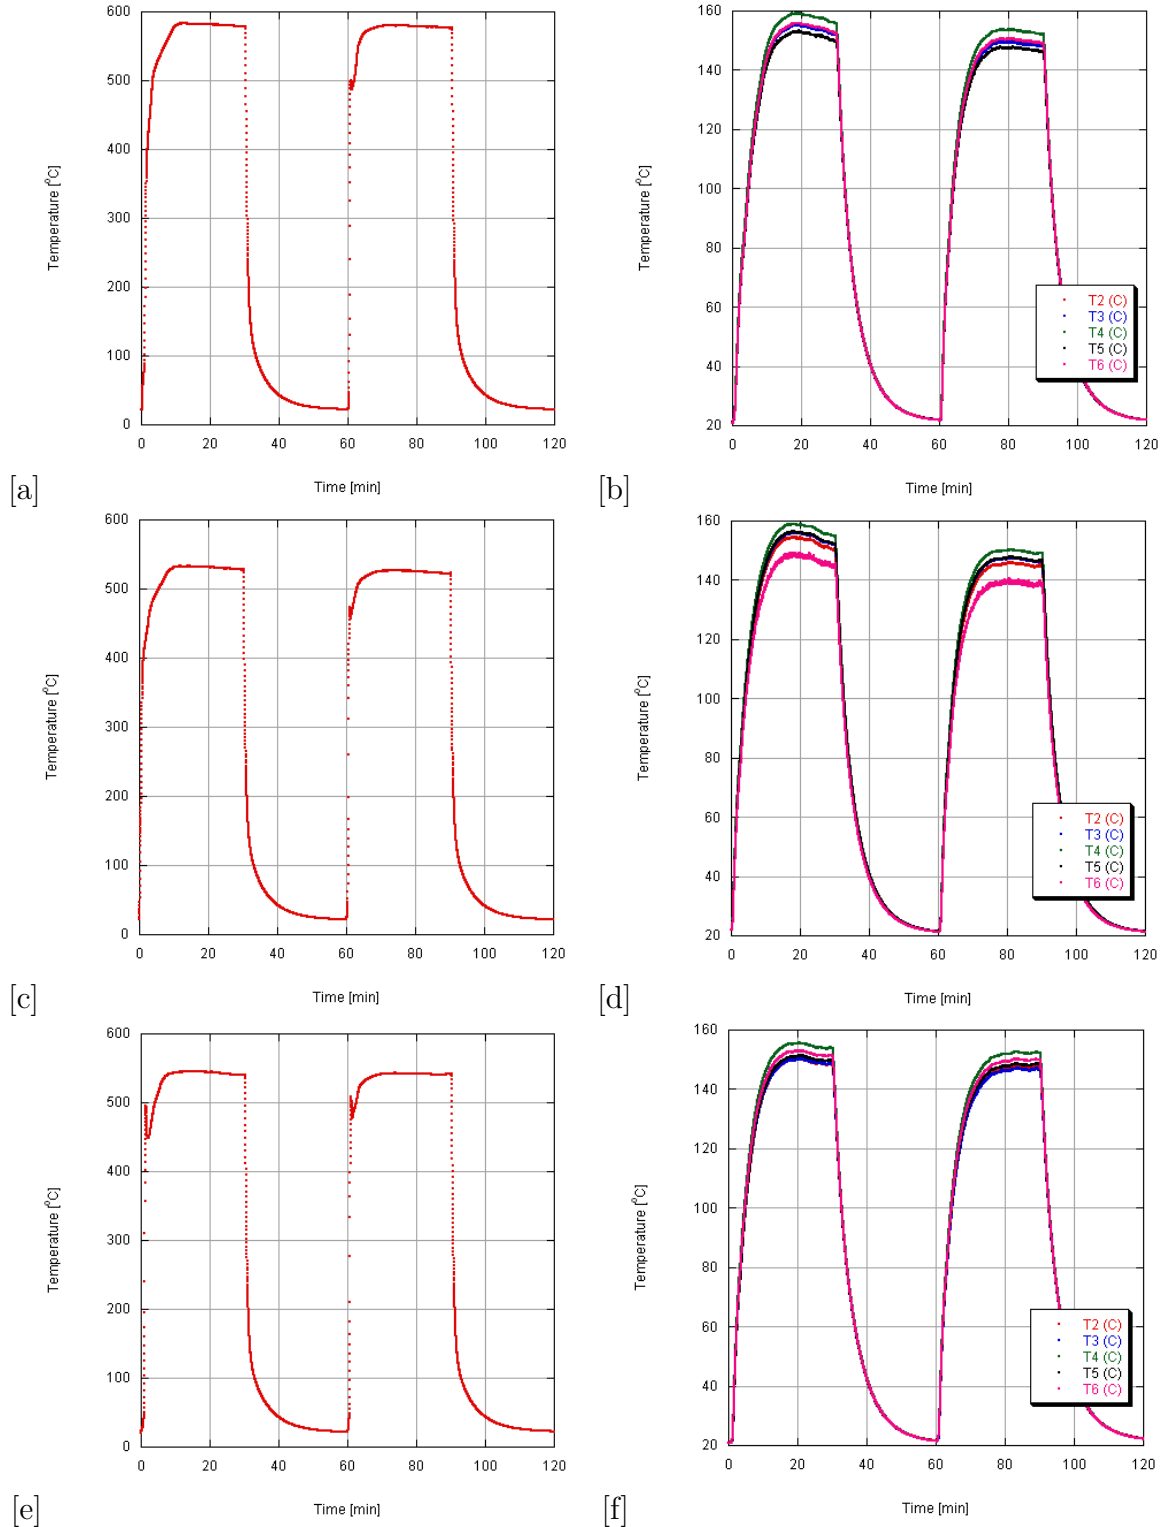 600
500
400
300
200
100
0
0 20 40 60 80 100 120
Temperature [°C]
Time [min]
[a]
160
140
120
100
80
60
40
20
0 20 40 60 80 100 120
Temperature [°C]
Time [min]
T2 (C)
T3 (C)
T4 (C)
T5 (C)
T6 (C)
[b]
600
500
400
300
200
100
0
0 20 40 60 80 100 120
Temperature [°C]
Time [min]
[c]
160
140
120
100
80
60
40
20
0 20 40 60 80 100 120
Temperature [°C]
Time [min]
T2 (C)
T3 (C)
T4 (C)
T5 (C)
T6 (C)
[d]
600
500
400
300
200
100
0
0 20 40 60 80 100 120
Temperature [°C]
Time [min]
[e]
160
140
120
100
80
60
40
20
0 20 40 60 80 100 120
Temperature [°C]
Time [min]
T2 (C)
T3 (C)
T4 (C)
T5 (C)
T6 (C)
[f]